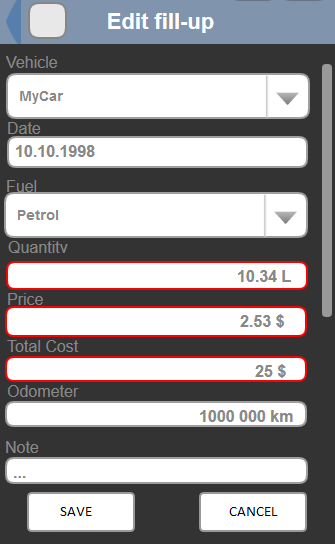 Edit fill-up
Vehicle
MyCar
Date
10.10.1998
Fuel
Petrol
Quantity
10.34 L
Price
2.53 $
Total Cost
25 $
Odometer
1000 000 km
Note
...
SAVE CANCEL